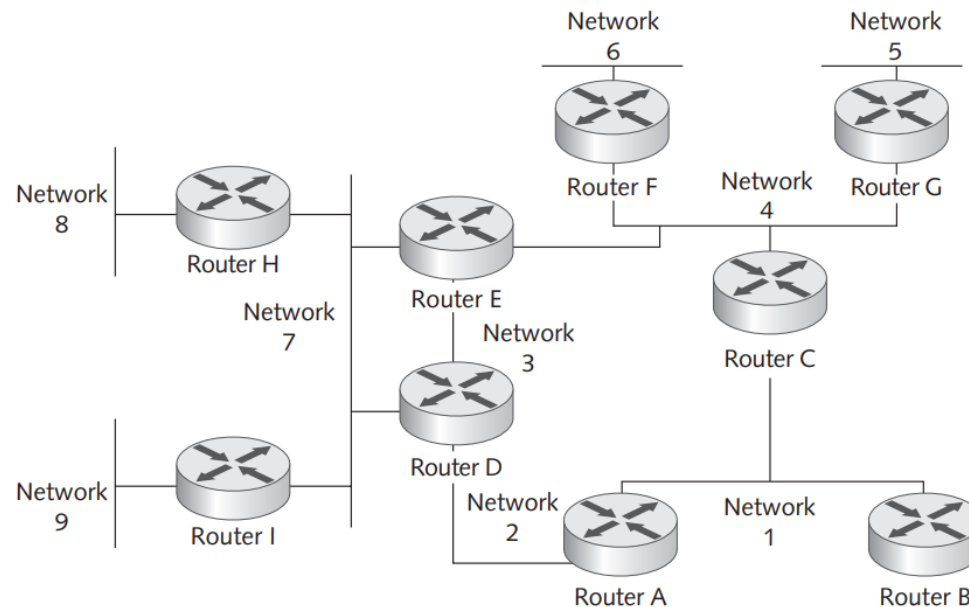 Network
6
Network
5
Router F
Network
4
Router G
Network
8
Router H
Router E
Router C
Network
7
Network
3
Router D
Network
9
Router I
Network
2
Network
1
Router A
Router B